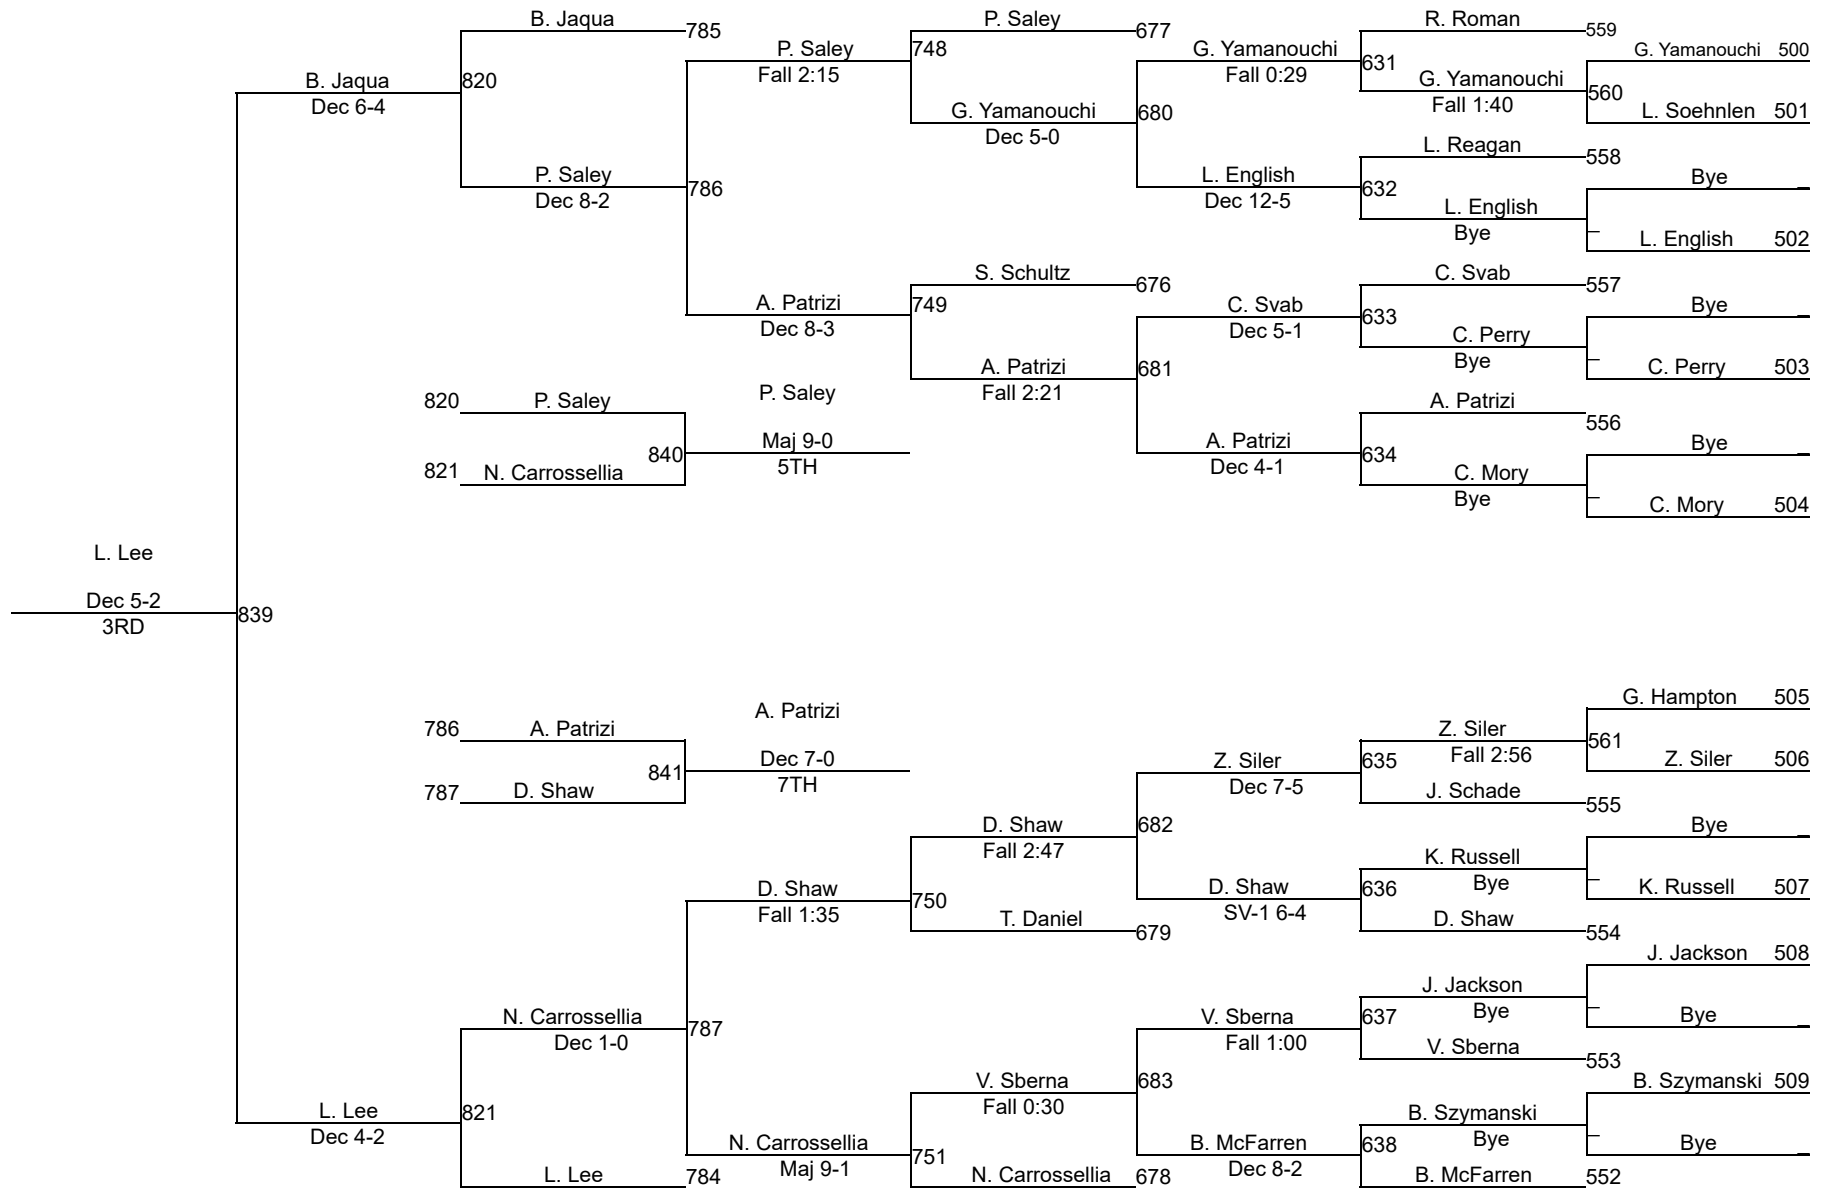 B. Jaqua
785
P. Saley
677
R. Roman
559
P. Saley
748
G. Yamanouchi
G. Yamanouchi 500
Fall 2:15
Fall 0:29
631
B. Jaqua
820
G. Yamanouchi
560
Dec 6-4
Fall 1:40
G. Yamanouchi
680
L. Soehnlen 501
Dec 5-0
L. Reagan
558
P. Saley
L. English
Bye _
Dec 8-2
786
Dec 12-5
632
L. English
Bye
_
L. English 502
S. Schultz
676
C. Svab
557
A. Patrizi
749
C. Svab
Bye _
Dec 8-3
Dec 5-1
633
C. Perry
Bye
_
A. Patrizi
681
C. Perry 503
Fall 2:21
820 P. Saley
P. Saley
A. Patrizi
556
Maj 9-0
A. Patrizi
Bye _
840
5TH
Dec 4-1
634
821 N. Carrossellia
C. Mory
Bye
_
C. Mory 504
L. Lee
Dec 5-2
839
3RD
G. Hampton 505
786 A. Patrizi
A. Patrizi
Z. Siler
561
Fall 2:56
Dec 7-0
Z. Siler
635
Z. Siler 506
841
7TH
Dec 7-5
787 D. Shaw
J. Schade
555
D. Shaw
682
Bye _
Fall 2:47
K. Russell
Bye
_
D. Shaw
D. Shaw
636
K. Russell 507
Fall 1:35
750
SV-1 6-4
T. Daniel
679
D. Shaw
554
J. Jackson 508
J. Jackson
Bye
_
N. Carrossellia
787
V. Sberna
637
Bye _
Dec 1-0
Fall 1:00
V. Sberna
553
V. Sberna
683
B. Szymanski 509
Fall 0:30
L. Lee
821
B. Szymanski
Dec 4-2
Bye
_
N. Carrossellia
751
B. McFarren
638
Bye _
Maj 9-1
Dec 8-2
L. Lee
784
N. Carrossellia
678
B. McFarren
552